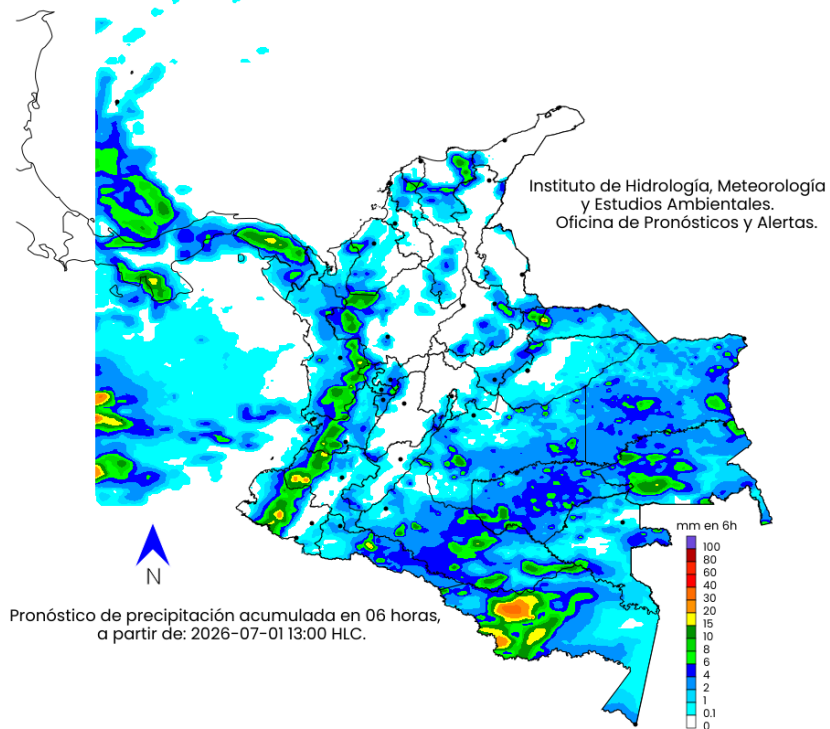 Instituto de Hidrología, Meteorología
y Estudios Ambientales.
Oficina de Pronósticos y Alertas.
N
Pronóstico de precipitación acumulada en 06 horas,
a partir de: 2026-07-01 13:00 HLC.
mm en 6h
100
80
60
40
30
20
15
10
8
6
4
2
1
0.1
0